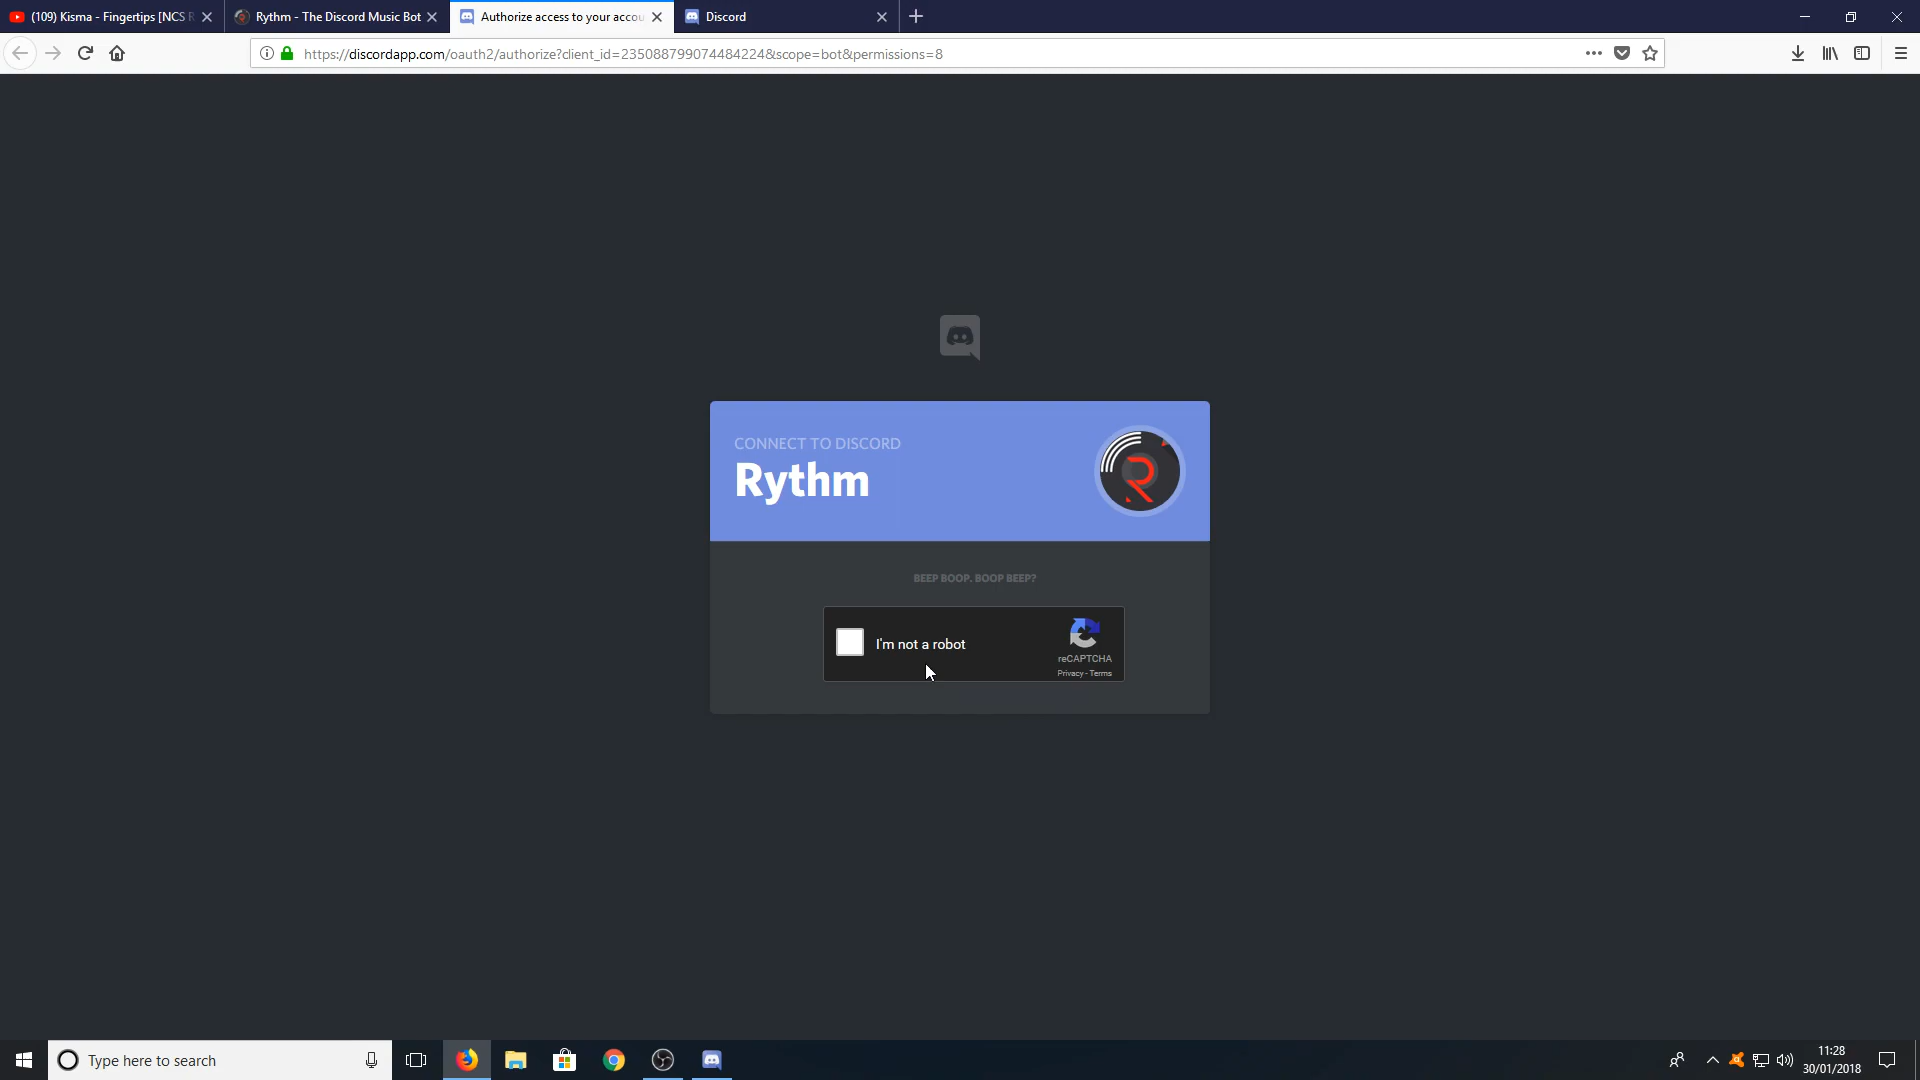 (109) Kisma - Fingertips [NCS R
Rythm - The Discord Music Bot
Authorize access to your accou
Discord
https://discordapp.com/oauth2/authorize?client_id=235088799074484224&scope=bot&permissions=8
CONNECT TO DISCORD
Rythm
BEEP BOOP. BOOP BEEP?
I'm not a robot
reCAPTCHA
Privacy - Terms
Type here to search
11:28
30/01/2018